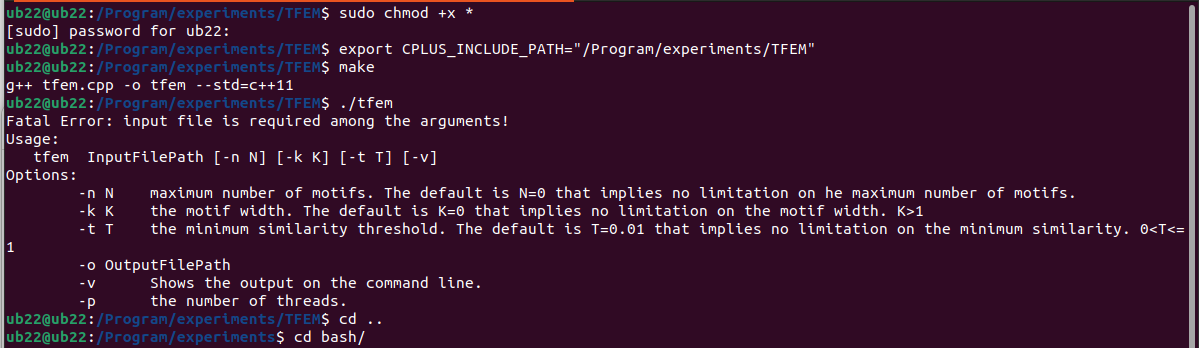 ub22@ub22:/Program/experiments/TFEM$ sudo chmod +x *
[sudo] password for ub22:
ub22@ub22:/Program/experiments/TFEM$ export CPLUS_INCLUDE_PATH="/Program/experiments/TFEM"
ub22@ub22:/Program/experiments/TFEM$ make
g++ tfem.cpp -o tfem --std=c++11
ub22@ub22:/Program/experiments/TFEM$ ./tfem
Fatal Error: input file is required among the arguments!
Usage:
   tfem  InputFilePath [-n N] [-k K] [-t T] [-v]
Options:
        -n N    maximum number of motifs. The default is N=0 that implies no limitation on he maximum number of motifs.
        -k K    the motif width. The default is K=0 that implies no limitation on the motif width. K>1
        -t T    the minimum similarity threshold. The default is T=0.01 that implies no limitation on the minimum similarity. 0<T<=
1
        -o OutputFilePath
        -v      Shows the output on the command line.
        -p      the number of threads.
ub22@ub22:/Program/experiments/TFEM$ cd ..
ub22@ub22:/Program/experiments$ cd bash/